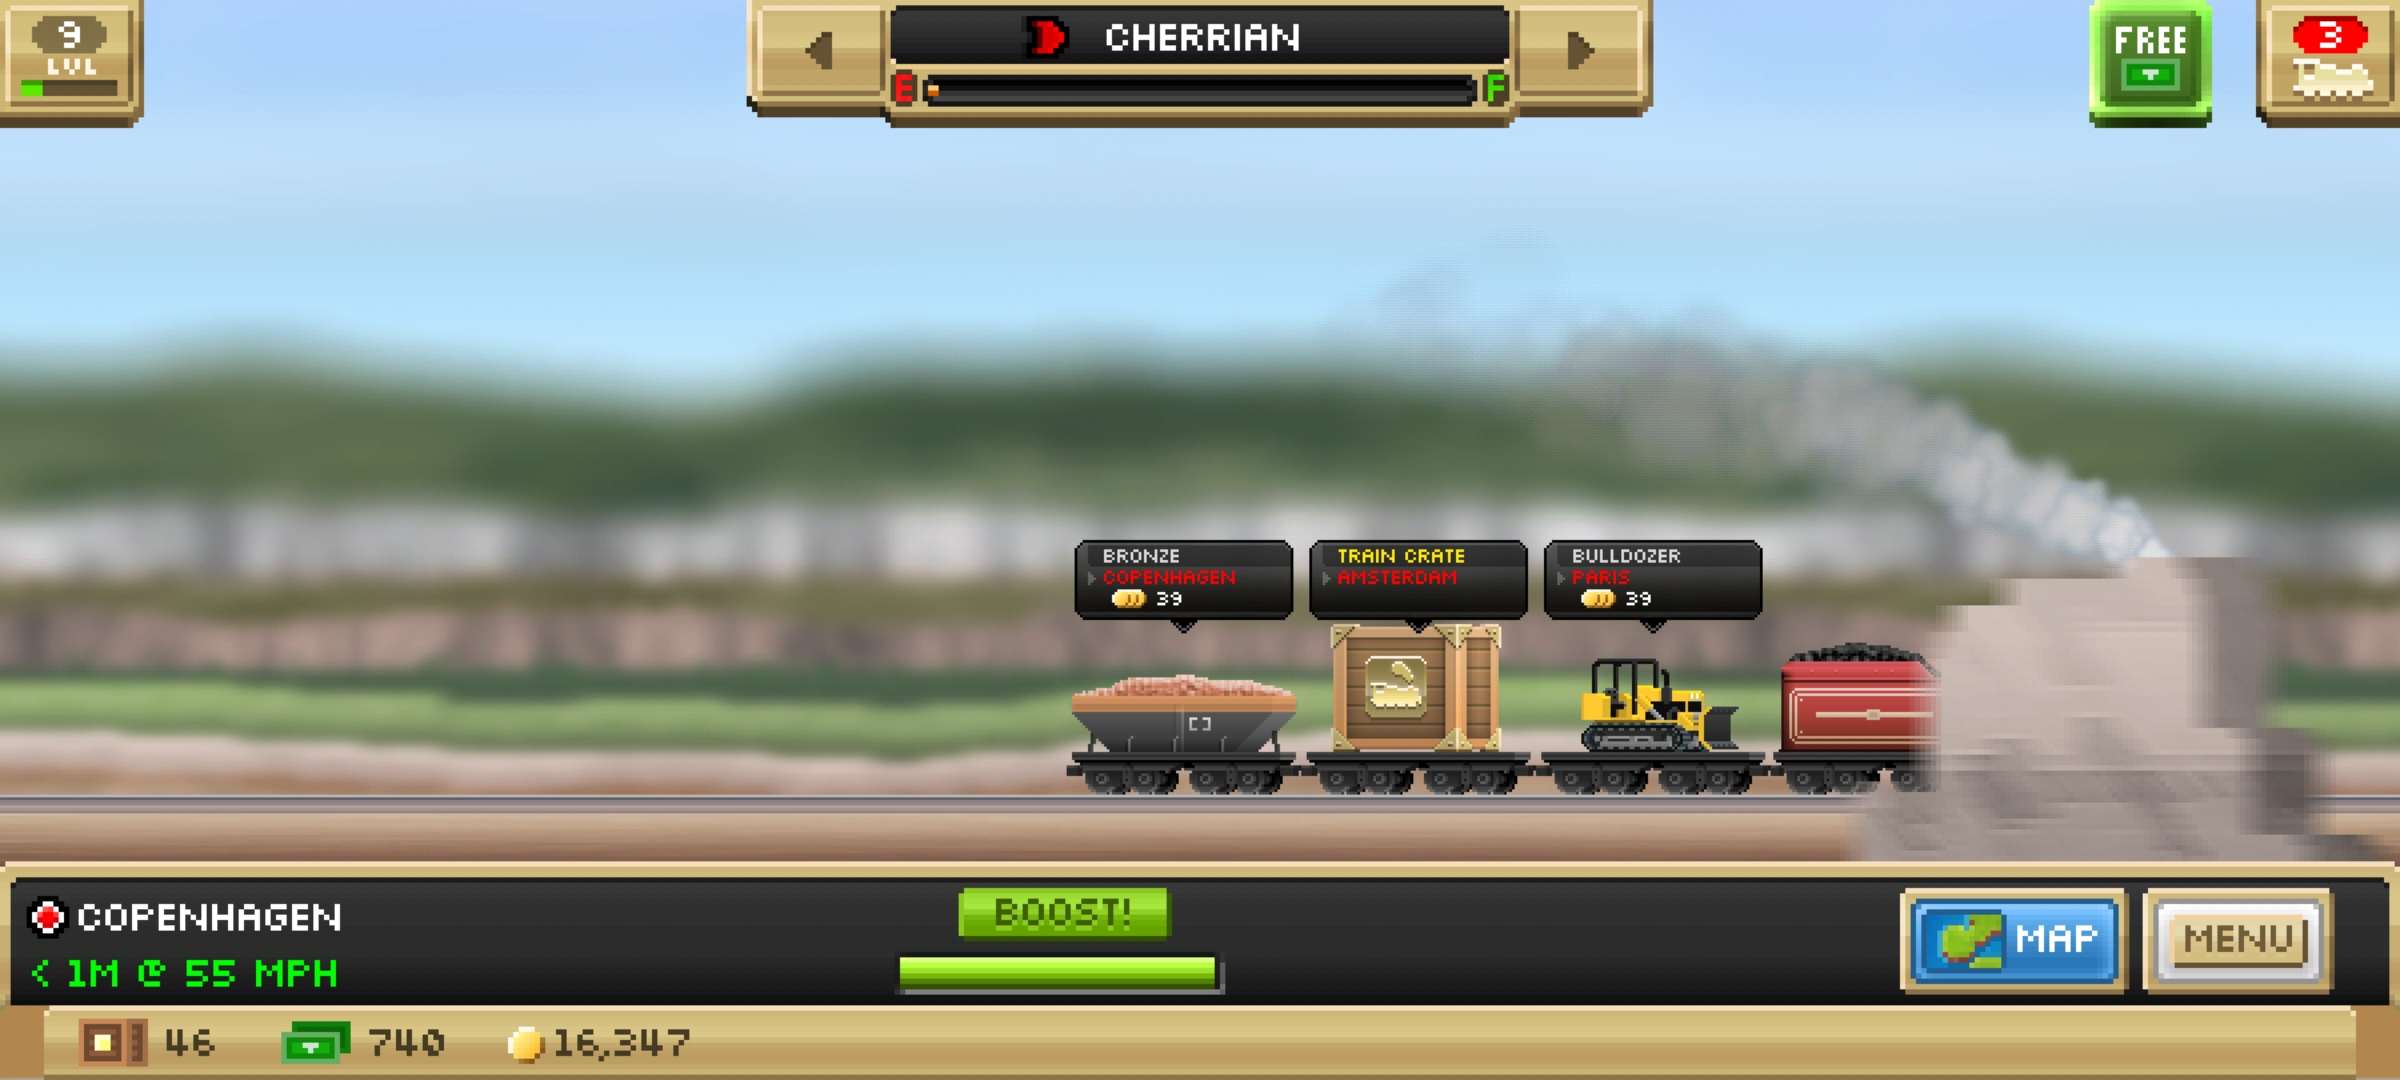 9
LVL
CHERRIAN
E F
FREE
3
BRONZE
COPENHAGEN
39
TRAIN CRATE
AMSTERDAM
BULLDOZER
PARIS
39
COPENHAGEN
< 1M @ 55 MPH
BOOST!
MAP
MENU
46 740 16,347